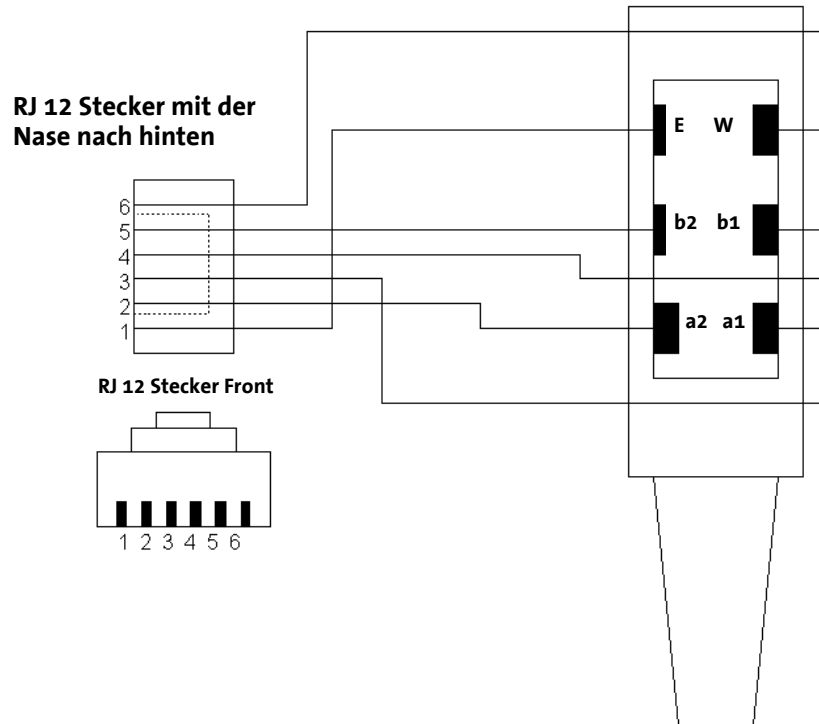 RJ 12 Stecker mit der
Nase nach hinten
6
5
4
3
2
1
E W
b2 b1
a2 a1
RJ 12 Stecker Front
1 2 3 4 5 6